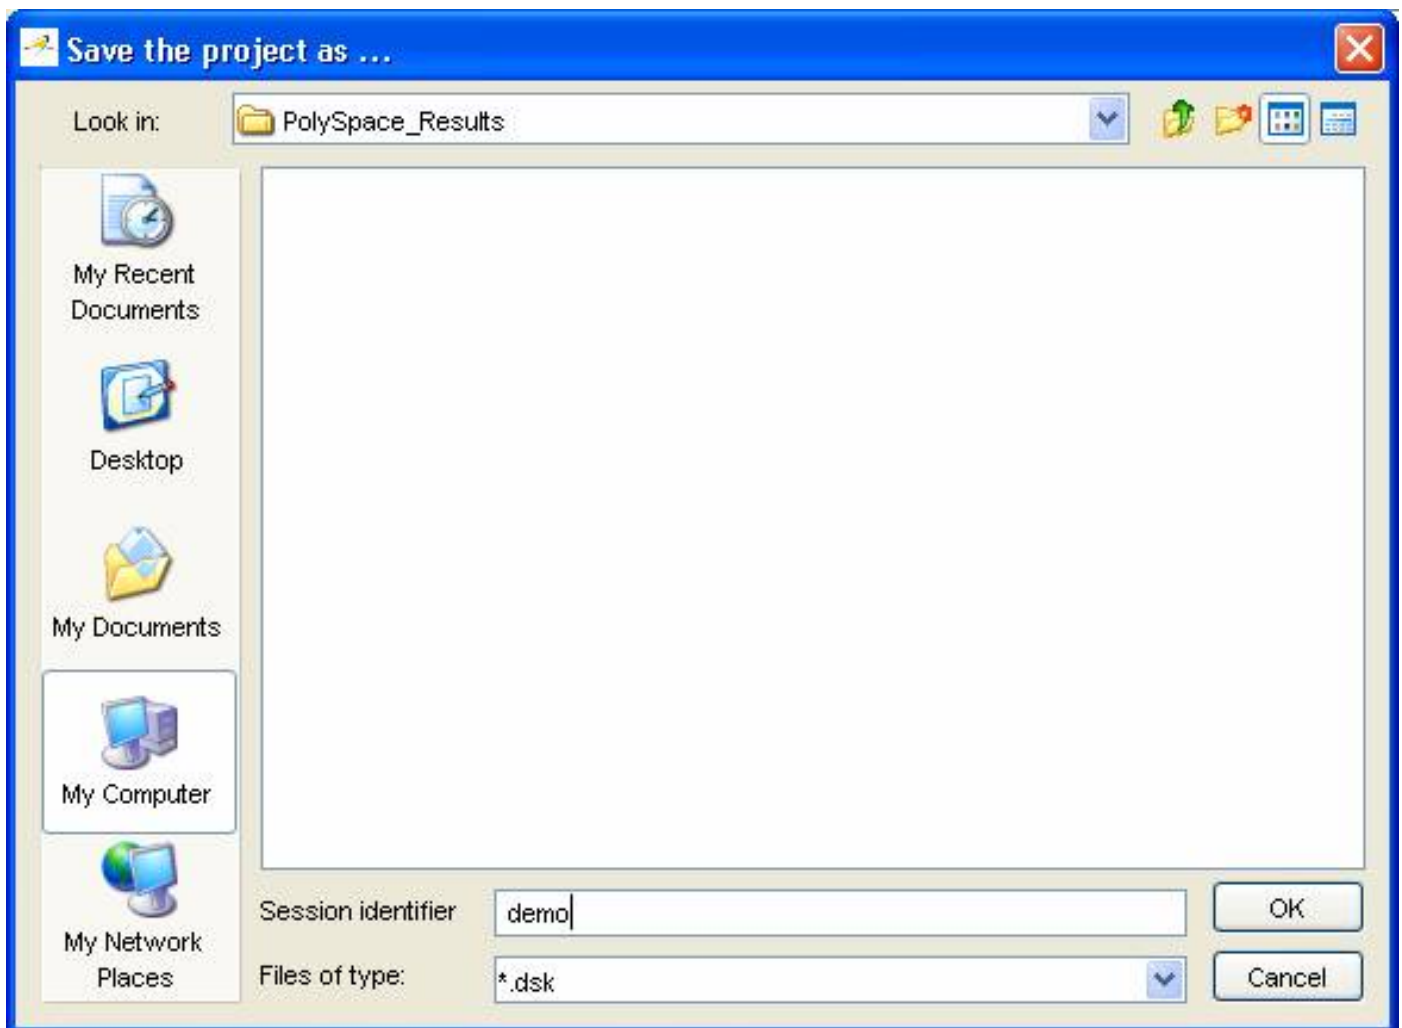 Save the project as ...
Look in:
PolySpace_Results
My Recent
Documents
Desktop
My Documents
My Computer
My Network
Places
Session identifier
demo
OK
Files of type:
*.dsk
Cancel